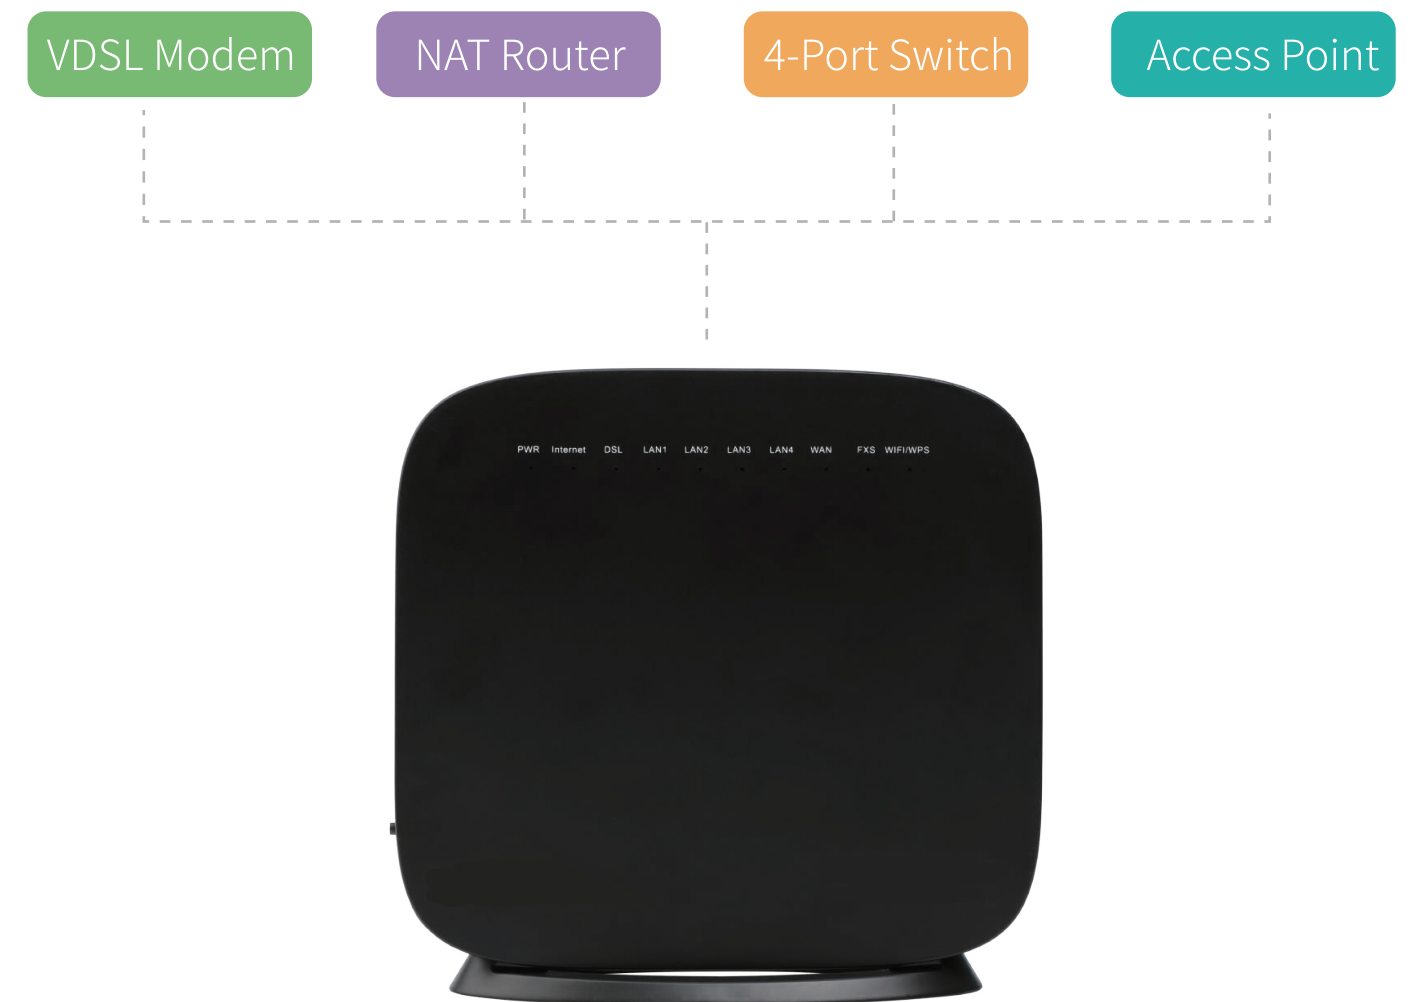 VDSL Modem
NAT Router
4-Port Switch
Access Point
PWR Internet DSL LAN1 LAN2 LAN3 LAN4 WAN FXS WIFI/WPS